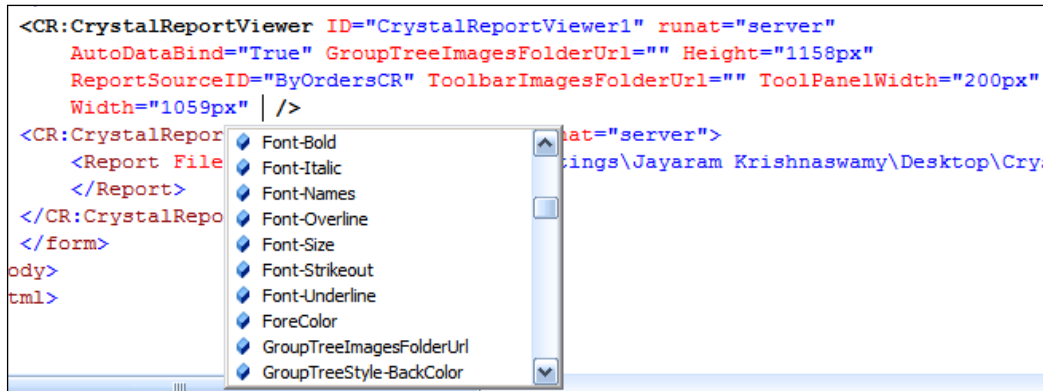 <CR:CrystalReportViewer ID="CrystalReportViewer1" runat="server"
AutoDataBind="True" GroupTreeImagesFolderUrl="" Height="1158px"
ReportSourceID="ByOrdersCR" ToolbarImagesFolderUrl="" ToolPanelWidth="200px"
Width="1059px" />
<CR:CrystalRepor at="server">
<Report File tings\Jayaram Krishnaswamy\Desktop\Crys
</Report>
</CR:CrystalRepo
</form>
ody>
tml>
Font-Bold
Font-Italic
Font-Names
Font-Overline
Font-Size
Font-Strikeout
Font-Underline
ForeColor
GroupTreeImagesFolderUrl
GroupTreeStyle-BackColor